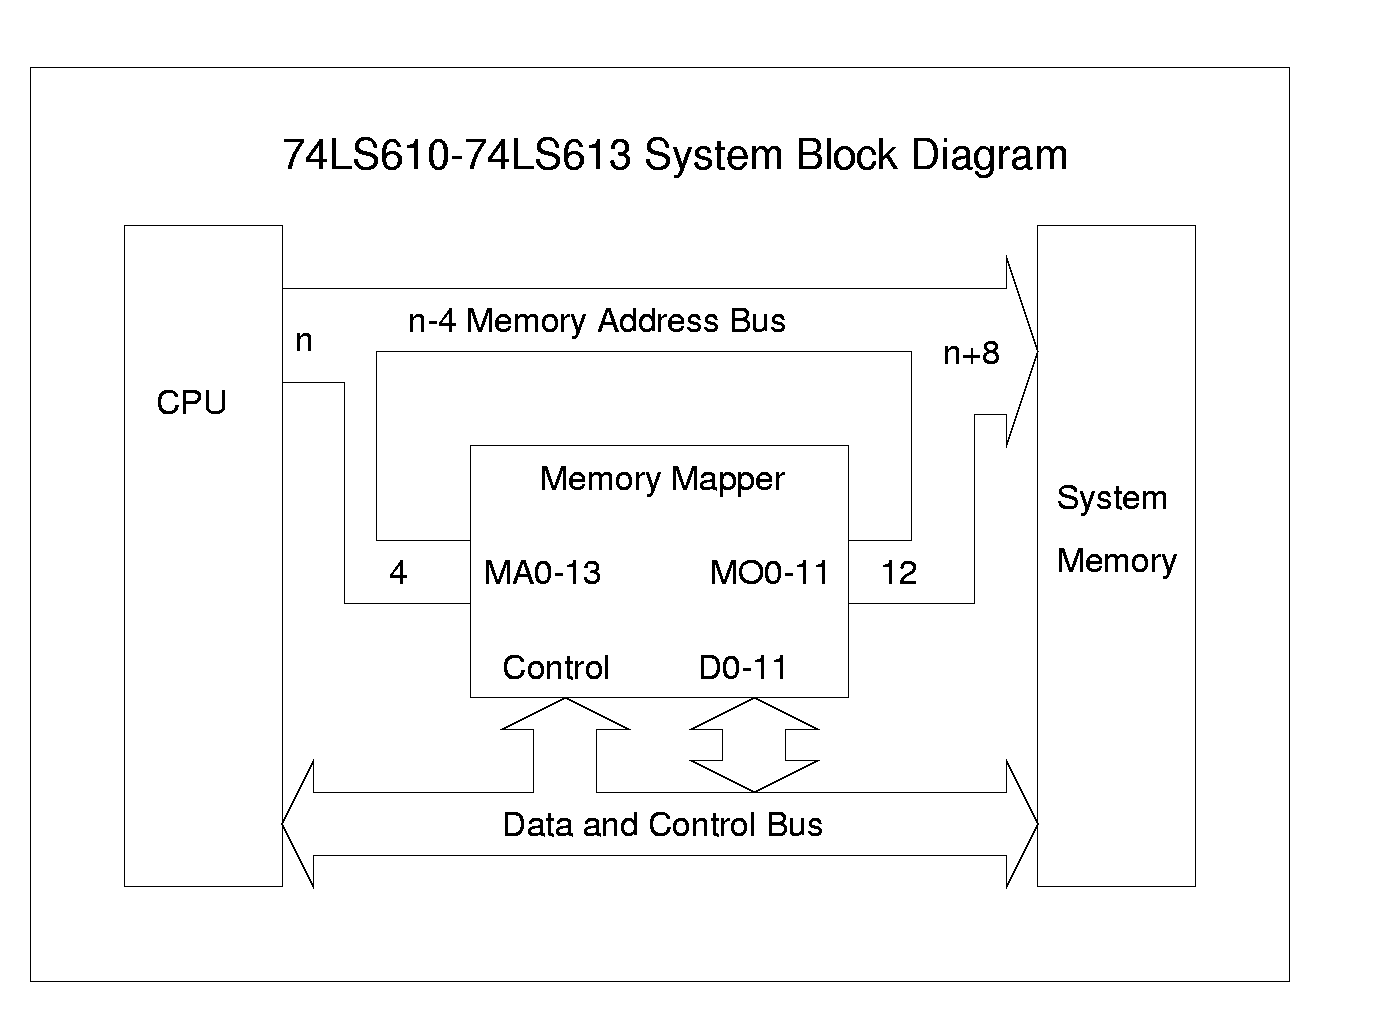 74LS610-74LS613 System Block Diagram
n-4 Memory Address Bus
n
n+8
CPU
Memory Mapper
System
Memory
4
MA0-13
MO0-11
12
Control
D0-11
Data and Control Bus